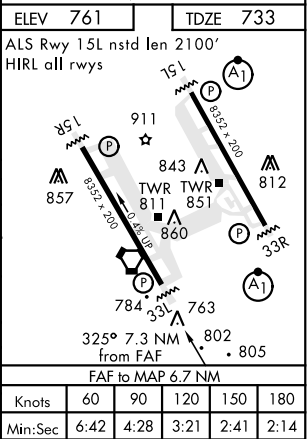 ELEV 761
TDZE 733
ALS Rwy 15L nstd len 2100'
HIRL all rwys
15L
A1
15R
P
911
P
8352 x 200
843
857
8352 x 200
TWR
811
TWR
851
812
0.4% UP
860
P
33R
P
A1
784
33L
763
325° 7.3 NM
from FAF
802
805
FAF to MAP 6.7 NM
Knots 60 90 120 150 180
Min:Sec 6:42 4:28 3:21 2:41 2:14